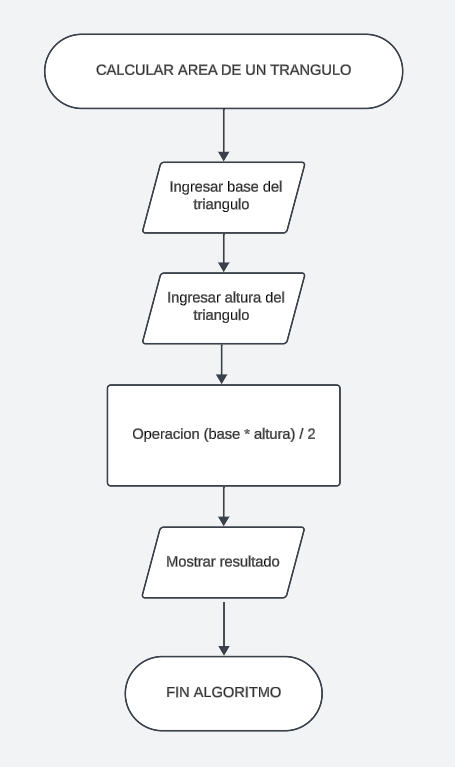 CALCULAR AREA DE UN TRANGULO
Ingresar base del
triangulo
Ingresar altura del
triangulo
Operacion (base * altura) / 2
Mostrar resultado
FIN ALGORITMO